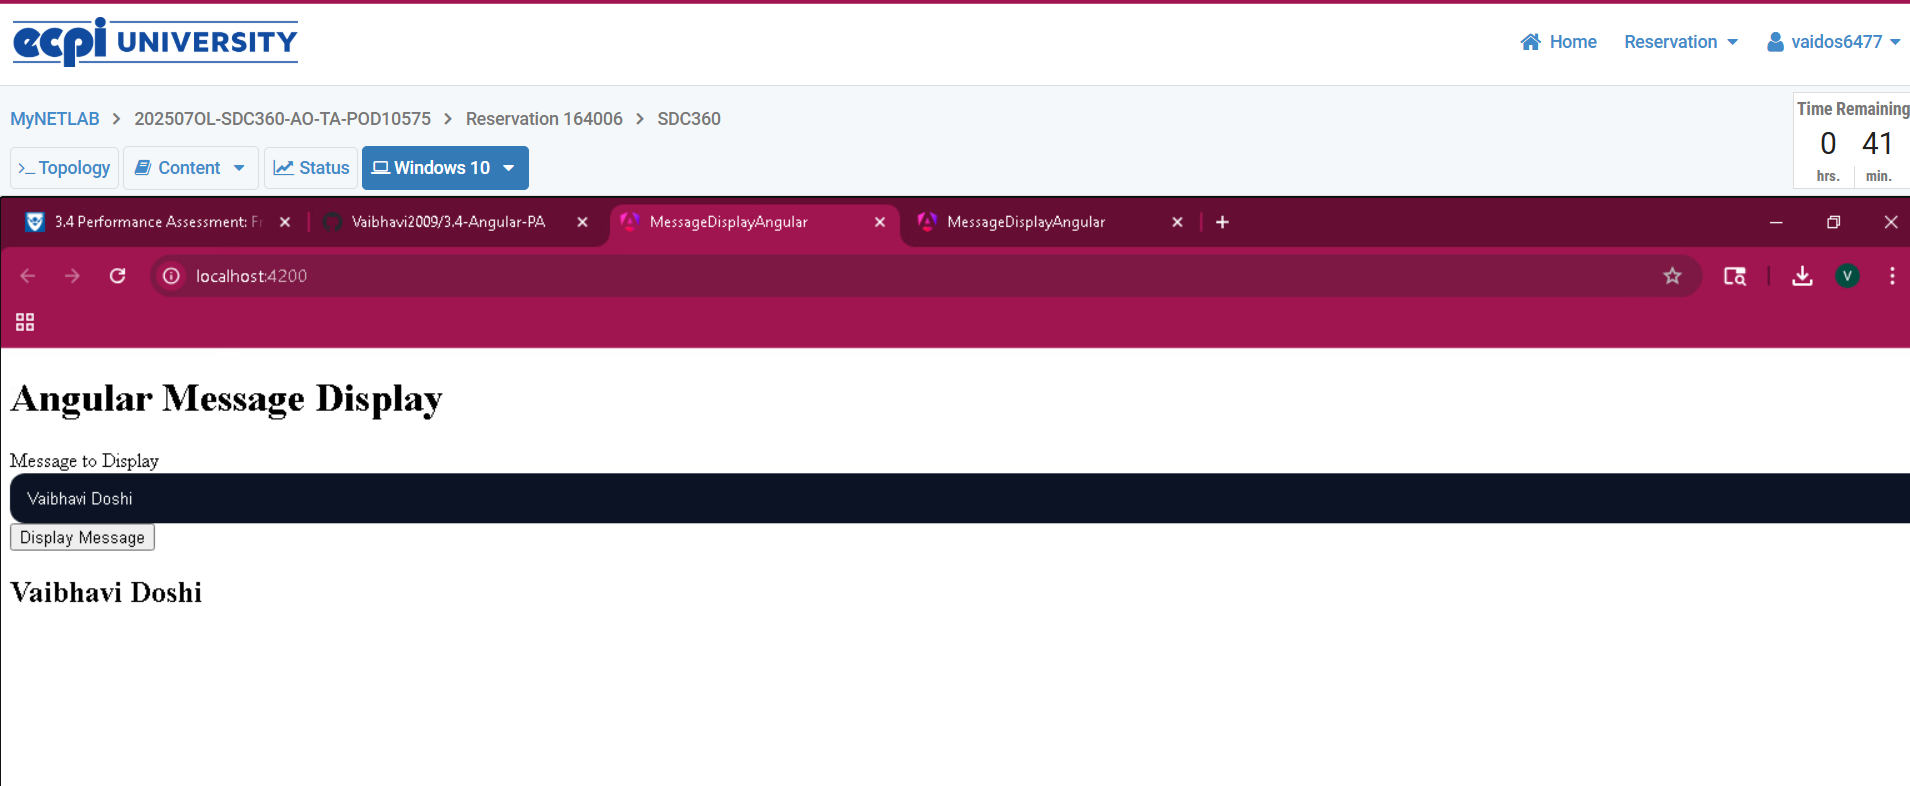 ecpi UNIVERSITY
Home Reservation vaidos6477
MyNETLAB > 202507OL-SDC360-AO-TA-POD10575 > Reservation 164006 > SDC360
Time Remaining
0 41
hrs. min.
>_ Topology Content Status Windows 10
3.4 Performance Assessment: Fr
Vaibhavi2009/3.4-Angular-PA
MessageDisplayAngular
MessageDisplayAngular
localhost:4200
V
Angular Message Display
Message to Display
Vaibhavi Doshi
Display Message
Vaibhavi Doshi